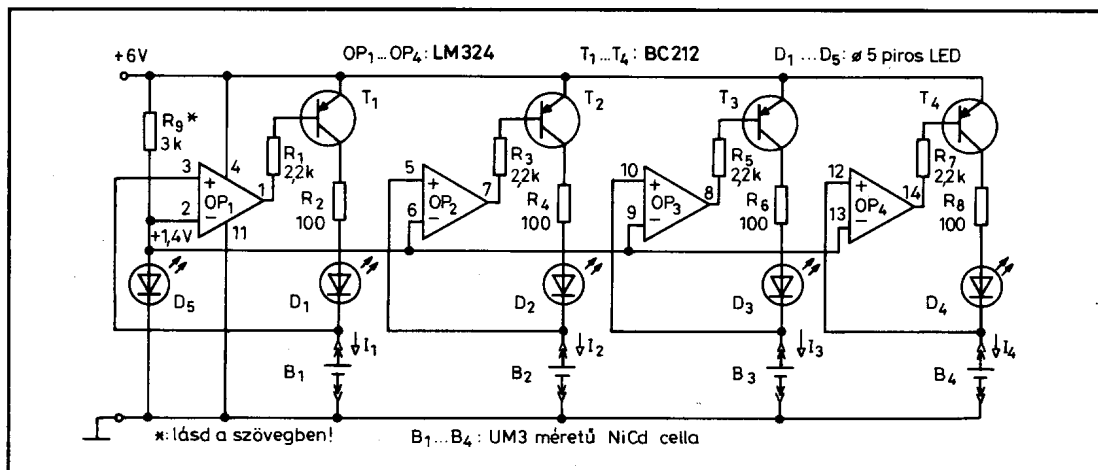 +6V
OP₁...OP₄: LM324
T₁...T₄: BC212
D₁...D₅: ø 5 piros LED
T₁
T₂
T₃
T₄
R₉*
3k
R₁
2,2k
R₃
2,2k
R₅
2,2k
R₇
2,2k
3
4
+
OP₁
1
2
−
11
+1,4V
5
+
OP₂
7
6
−
10
+
OP₃
8
9
−
12
+
OP₄
14
13
−
R₂
100
R₄
100
R₆
100
R₈
100
D₅
D₁
D₂
D₃
D₄
I₁
I₂
I₃
I₄
B₁
B₂
B₃
B₄
*: lásd a szövegben!
B₁...B₄: UM3 méretű NiCd cella